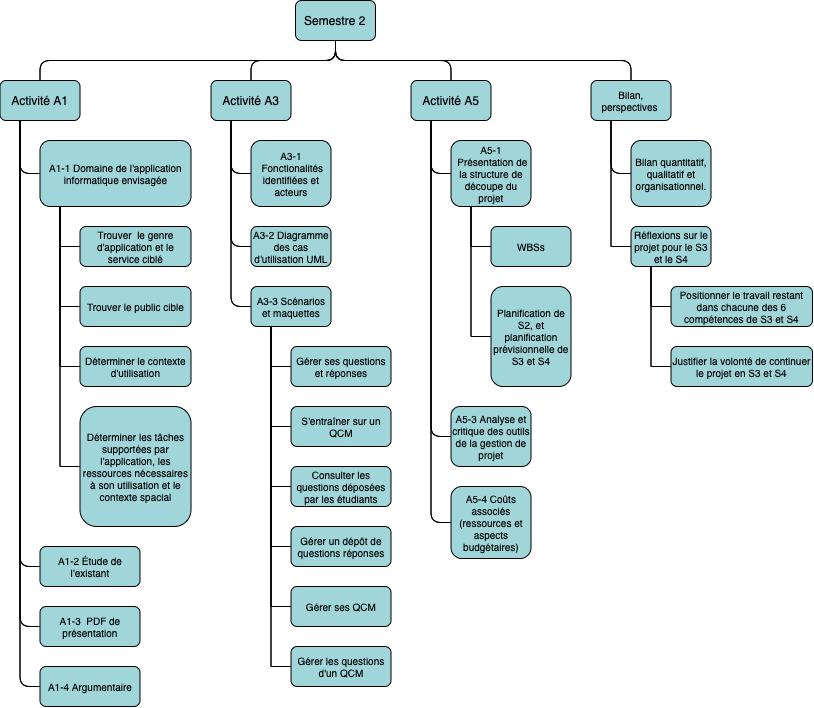 Semestre 2
Activité A1
A1-1 Domaine de l'application
informatique envisagée
Trouver le genre
d'application et le
service ciblé
Trouver le public cible
Déterminer le contexte
d'utilisation
Déterminer les tâches
supportées par
l'application, les
ressources nécessaires
à son utilisation et le
contexte spacial
A1-2 Étude de
l'existant
A1-3 PDF de
présentation
A1-4 Argumentaire
Activité A3
A3-1
Fonctionalités
identifiées et
acteurs
A3-2 Diagramme
des cas
d'utilisation UML
A3-3 Scénarios
et maquettes
Gérer ses questions
et réponses
S'entraîner sur un
QCM
Consulter les
questions déposées
par les étudiants
Gérer un dépôt de
questions réponses
Gérer ses QCM
Gérer les questions
d'un QCM
Activité A5
A5-1
Présentation de
la structure de
découpe du
projet
WBSs
Planification de
S2, et
planification
prévisionnelle de
S3 et S4
A5-3 Analyse et
critique des outils
de la gestion de
projet
A5-4 Coûts
associés
(ressources et
aspects
budgétaires)
Bilan,
perspectives
Bilan quantitatif,
qualitatif et
organisationnel.
Réflexions sur le
projet pour le S3
et le S4
Positionner le travail restant
dans chacune des 6
compétences de S3 et S4
Justifier la volonté de continuer
le projet en S3 et S4